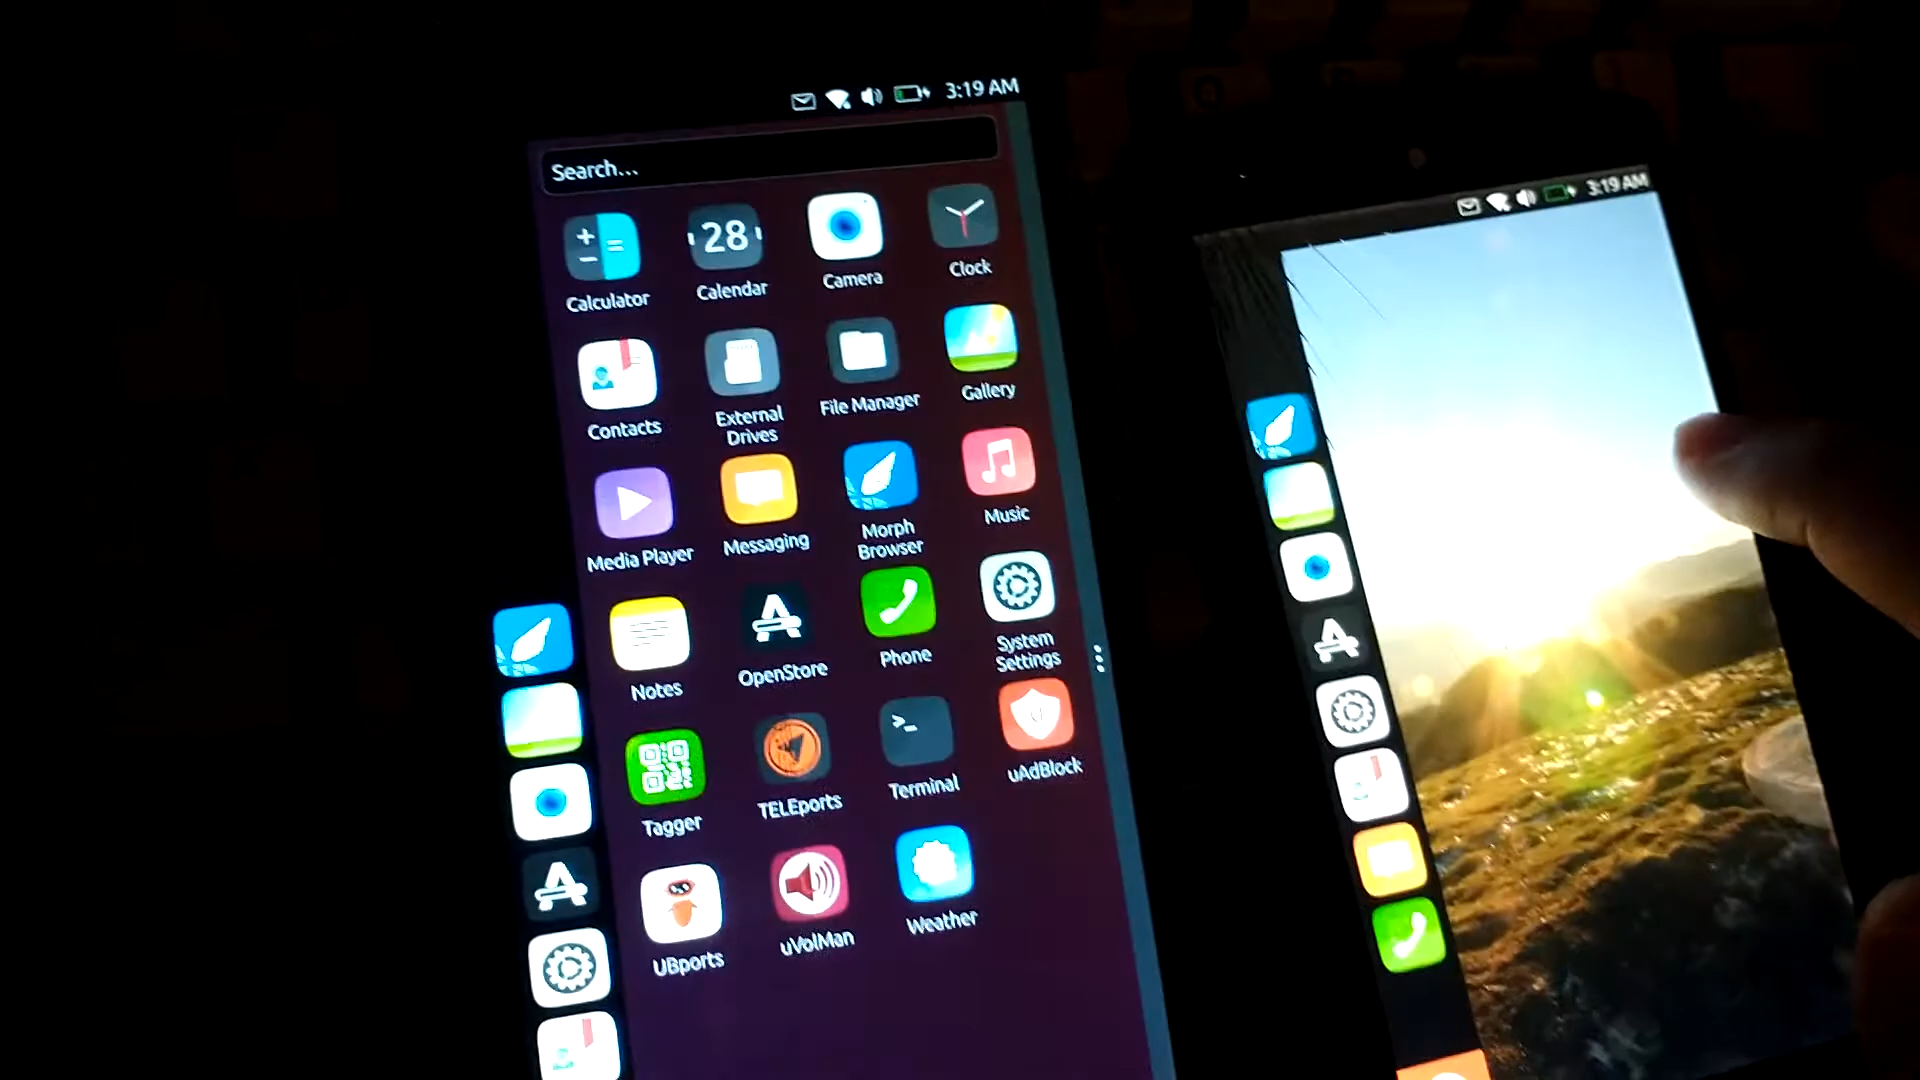 3:19 AM
Search...
28
Calculator
Calendar
Camera
Clock
Contacts
External
Drives
File Manager
Gallery
Media Player
Messaging
Morph
Browser
Music
Notes
OpenStore
Phone
System
Settings
Tagger
TELEports
>_
Terminal
uAdBlock
UBports
uVolMan
Weather
3:19 AM